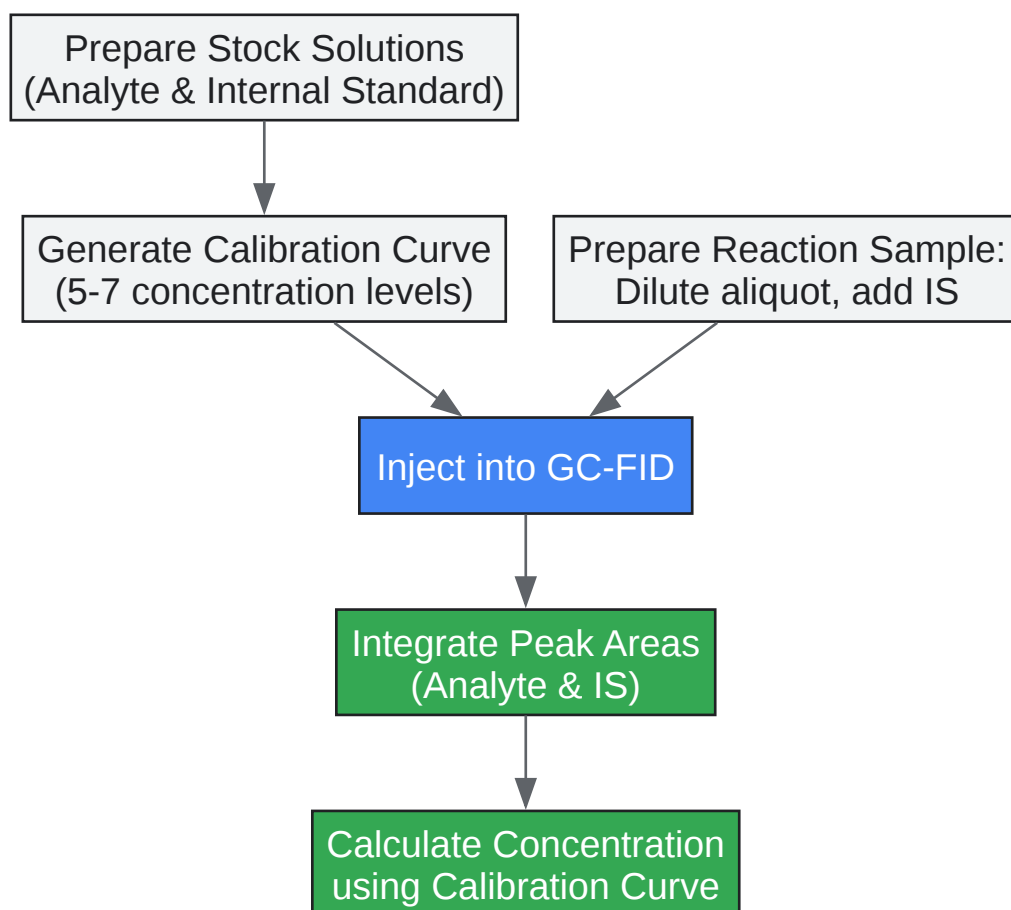 Prepare Stock Solutions
(Analyte & Internal Standard)
Generate Calibration Curve
(5-7 concentration levels)
Prepare Reaction Sample:
Dilute aliquot, add IS
Inject into GC-FID
Integrate Peak Areas
(Analyte & IS)
Calculate Concentration
using Calibration Curve